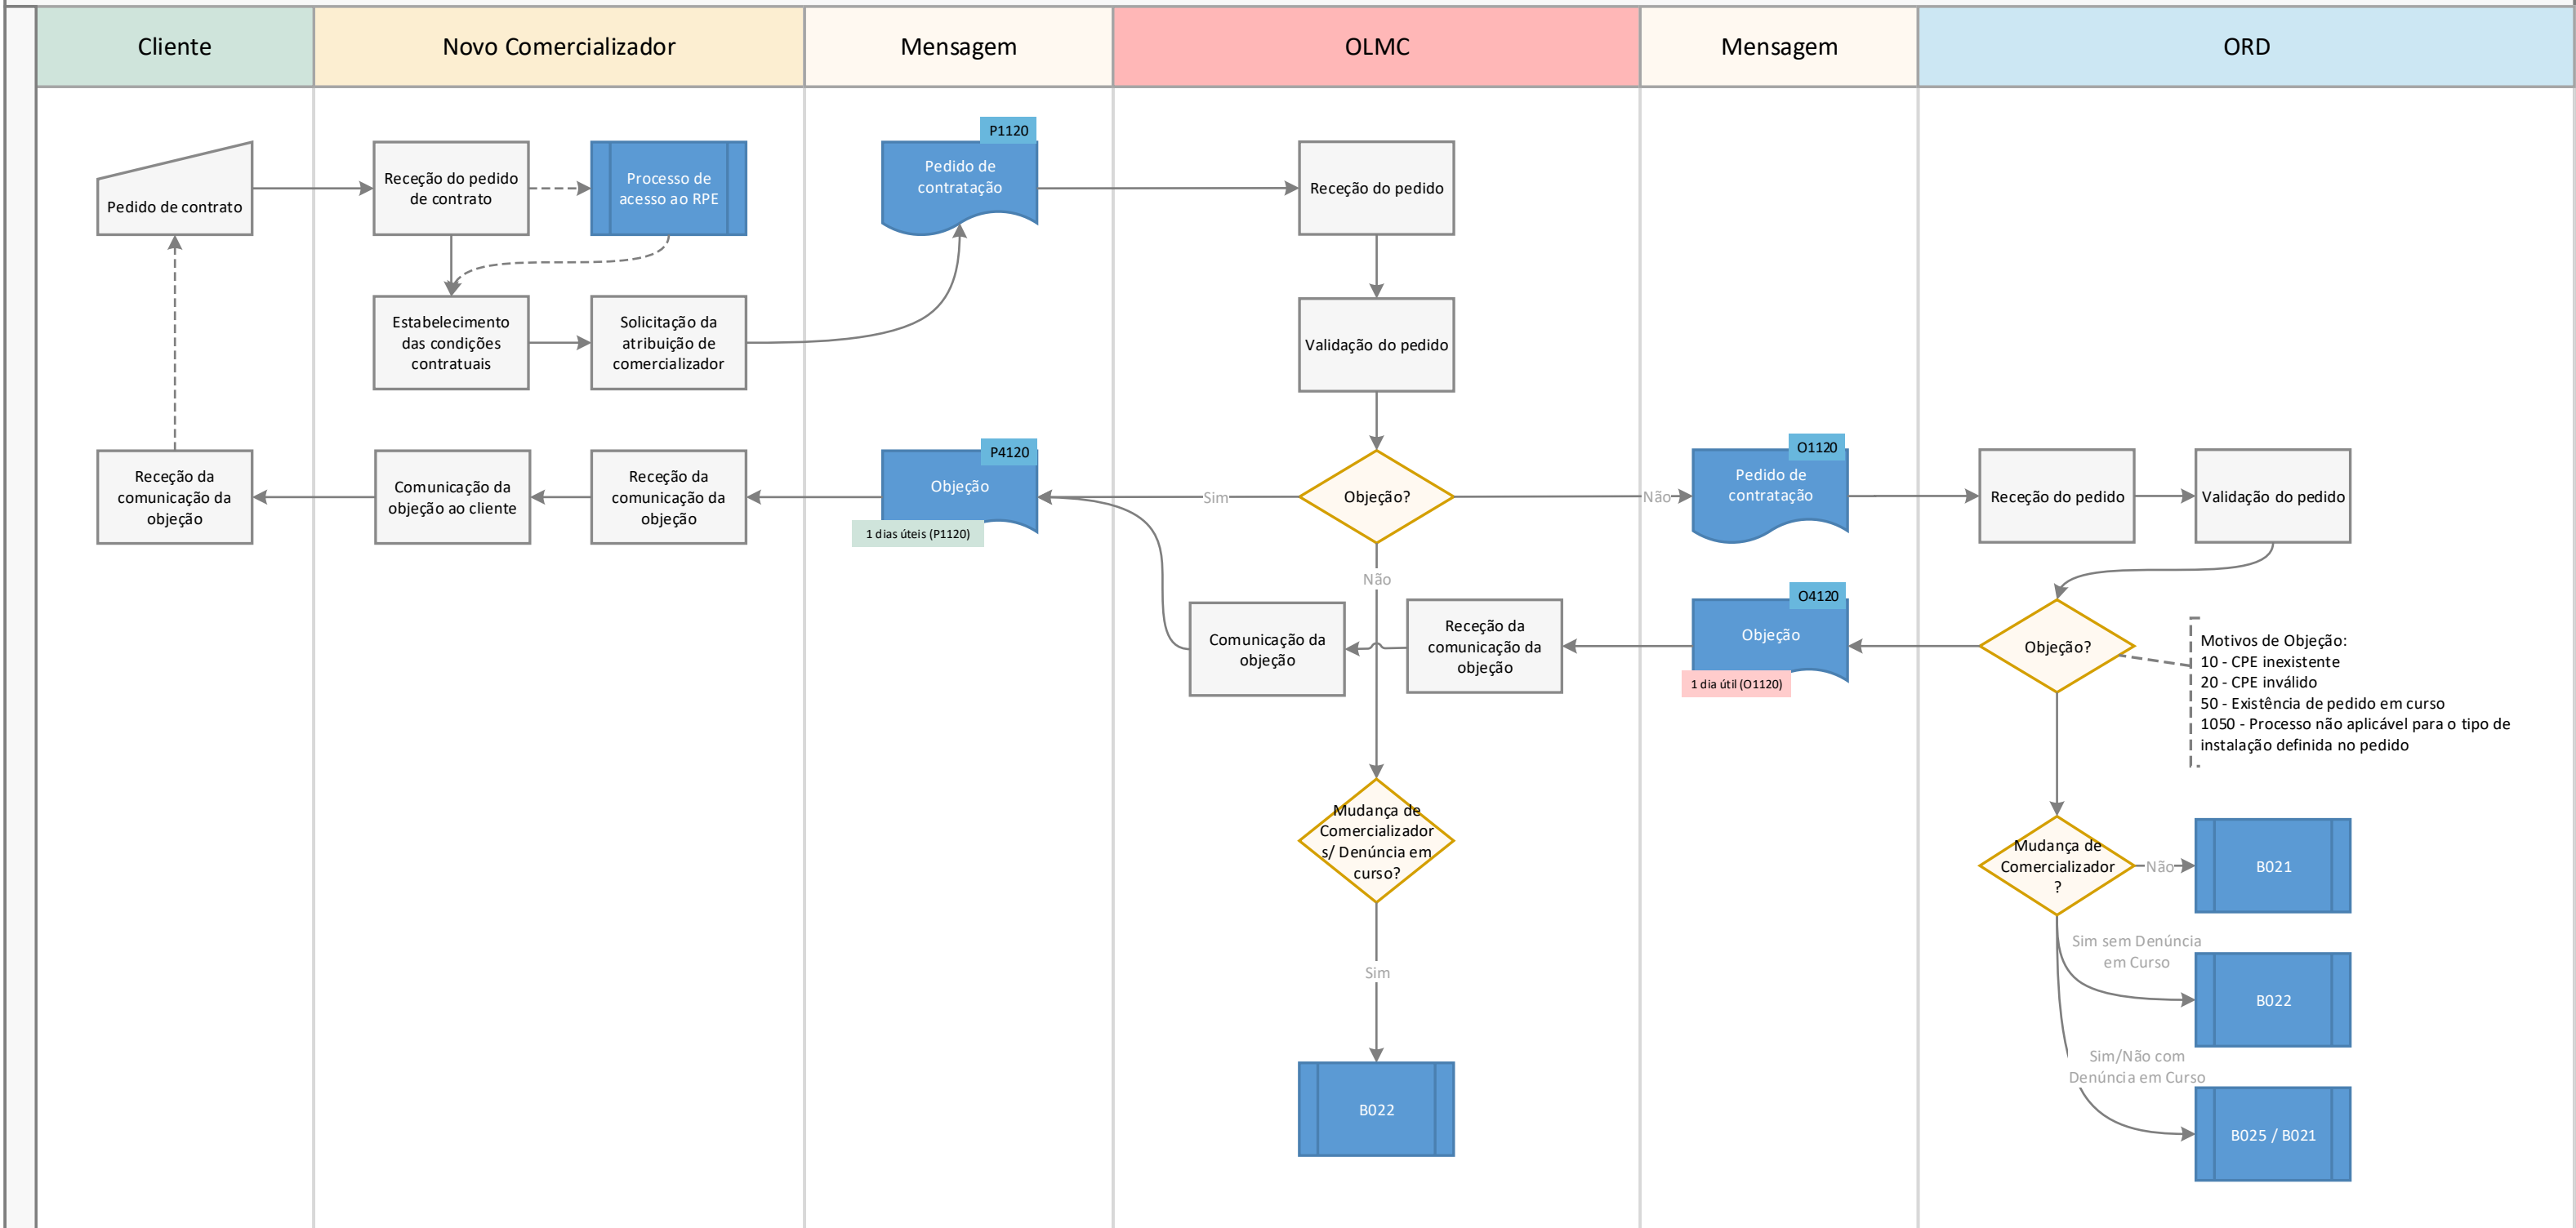 Cliente
Novo Comercializador
Mensagem
OLMC
Mensagem
ORD
Pedido de contrato
Receção do pedido
de contrato
Processo de
acesso ao RPE
P1120
Pedido de
contratação
Receção do pedido
Estabelecimento
das condições
contratuais
Solicitação da
atribuição de
comercializador
Validação do pedido
Receção da
comunicação da
objeção
Comunicação da
objeção ao cliente
Receção da
comunicação da
objeção
P4120
Objeção
1 dias úteis (P1120)
Sim
Objeção?
Não
O1120
Pedido de
contratação
Receção do pedido
Validação do pedido
Não
Comunicação da
objeção
Receção da
comunicação da
objeção
O4120
Objeção
1 dia útil (O1120)
Objeção?
Motivos de Objeção:
10 - CPE inexistente
20 - CPE inválido
50 - Existência de pedido em curso
1050 - Processo não aplicável para o tipo de
instalação definida no pedido
Mudança de
Comercializador
s/ Denúncia em
curso?
Mudança de
Comercializador
?
Não
B021
Sim sem Denúncia
em Curso
B022
Sim
Sim/Não com
Denúncia em Curso
B022
B025 / B021